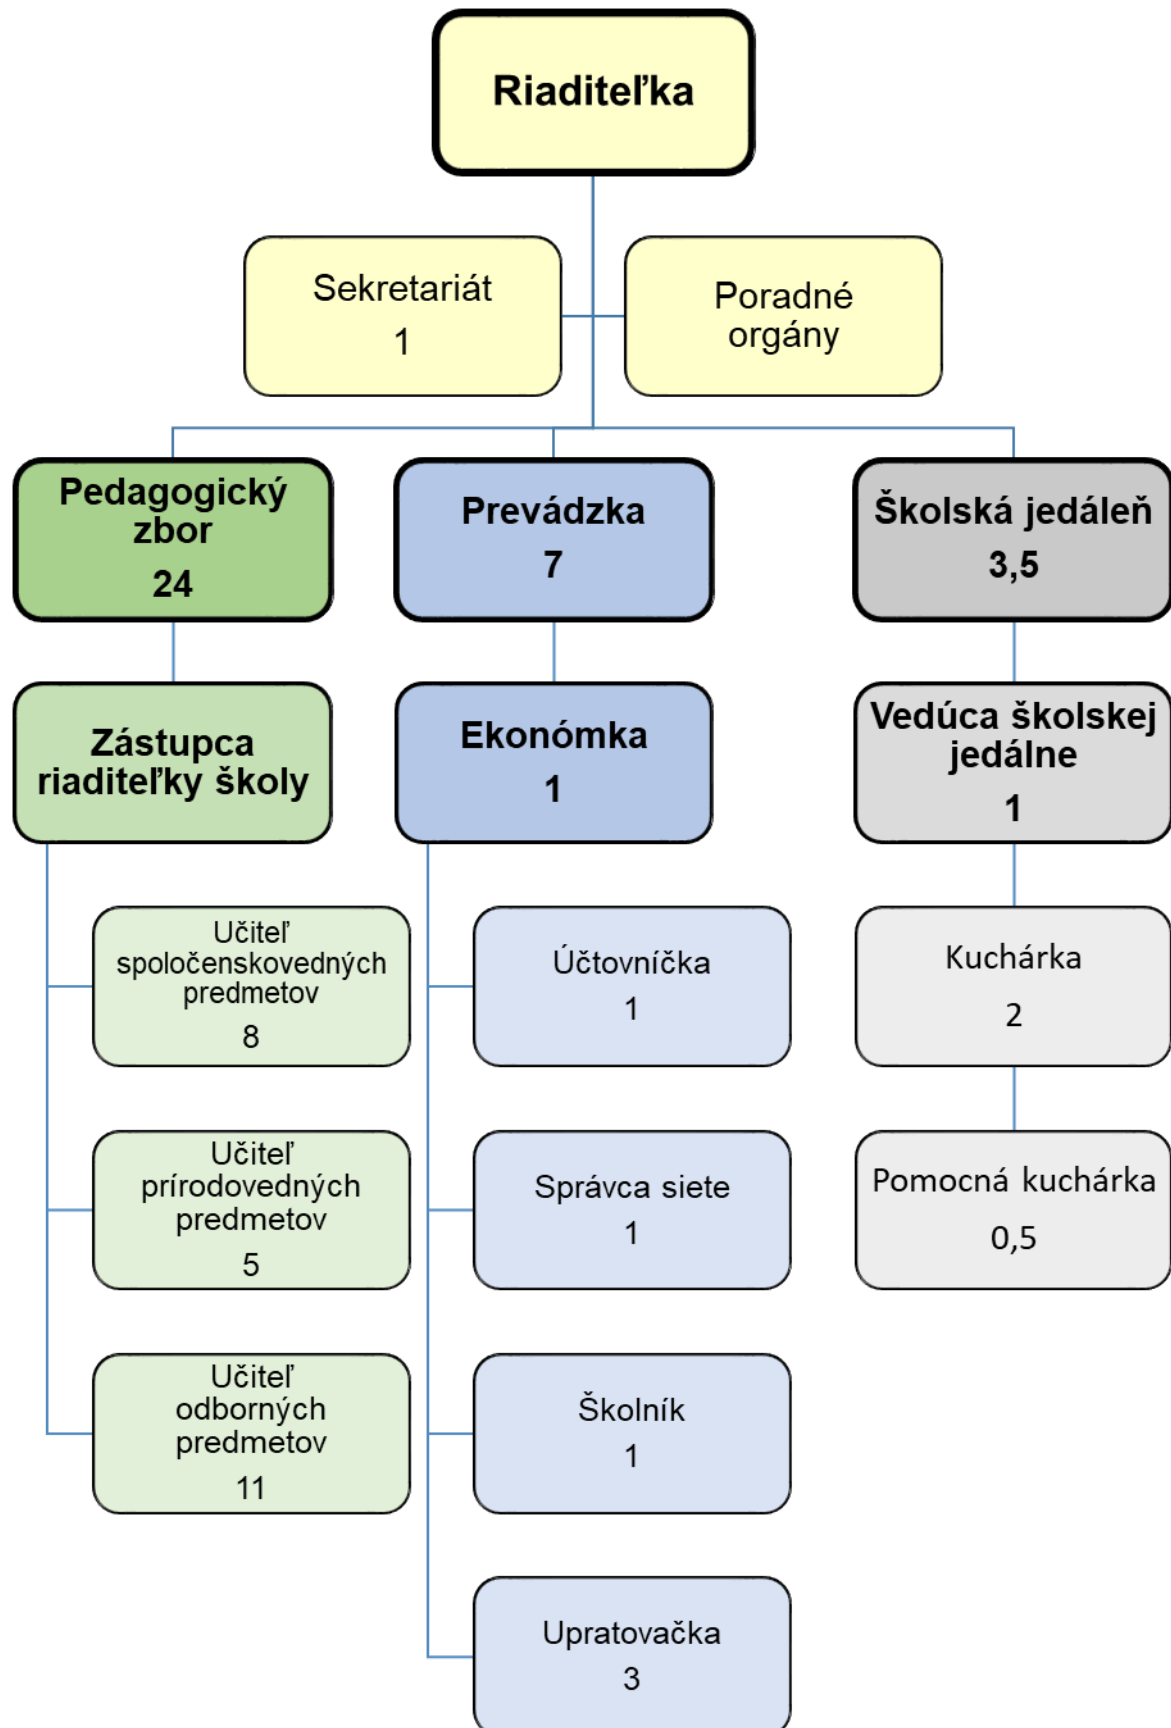 Riaditeľka
Sekretariát
1
Poradné
orgány
Pedagogický
zbor
24
Prevádzka
7
Školská jedáleň
3,5
Zástupca
riaditeľky školy
Ekonómka
1
Vedúca školskej
jedálne
1
Učiteľ
spoločenskovedných
predmetov
8
Účtovníčka
1
Kuchárka
2
Učiteľ
prírodovedných
predmetov
5
Správca siete
1
Pomocná kuchárka
0,5
Učiteľ
odborných
predmetov
11
Školník
1
Upratovačka
3